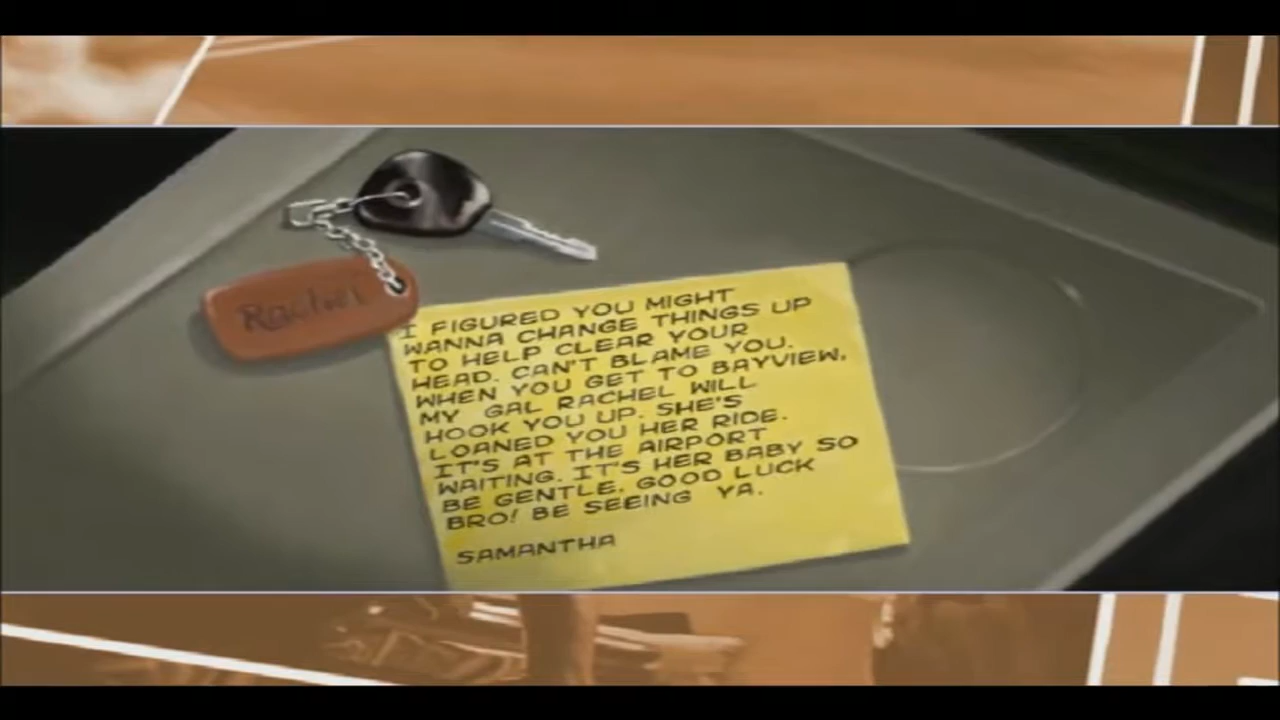 Rachel
I FIGURED YOU MIGHT
WANNA CHANGE THINGS UP
TO HELP CLEAR YOUR
HEAD. CAN'T BLAME YOU.
WHEN YOU GET TO BAYVIEW,
MY GAL RACHEL WILL
HOOK YOU UP. SHE'S
LOANED YOU HER RIDE.
IT'S AT THE AIRPORT
WAITING. IT'S HER BABY SO
BE GENTLE. GOOD LUCK
BRO! BE SEEING YA.
SAMANTHA